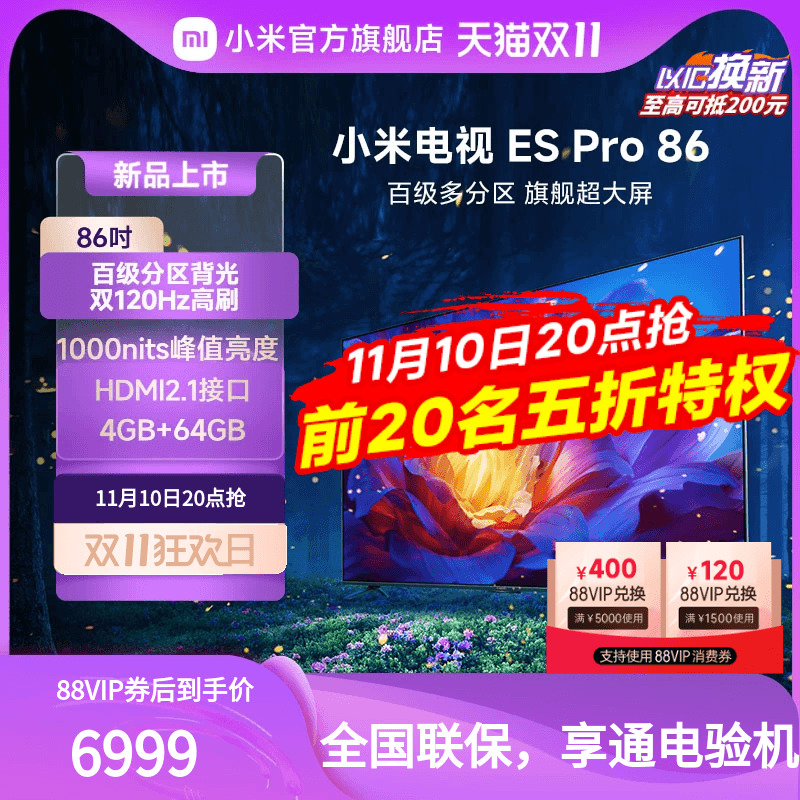 小米官方旗舰店 天猫双11
以旧换新
至高可抵200元
小米电视 ES Pro 86
百级多分区 旗舰超大屏
新品上市
86吋
百级分区背光
双120Hz高刷
1000nits峰值亮度
HDMI2.1接口
4GB+64GB
11月10日20点抢
双11狂欢日
11月10日20点抢
前20名五折特权
¥400
88VIP兑换
满¥5000使用
¥120
88VIP兑换
满¥1500使用
支持使用88VIP消费券
88VIP券后到手价
6999
全国联保，享通电验机